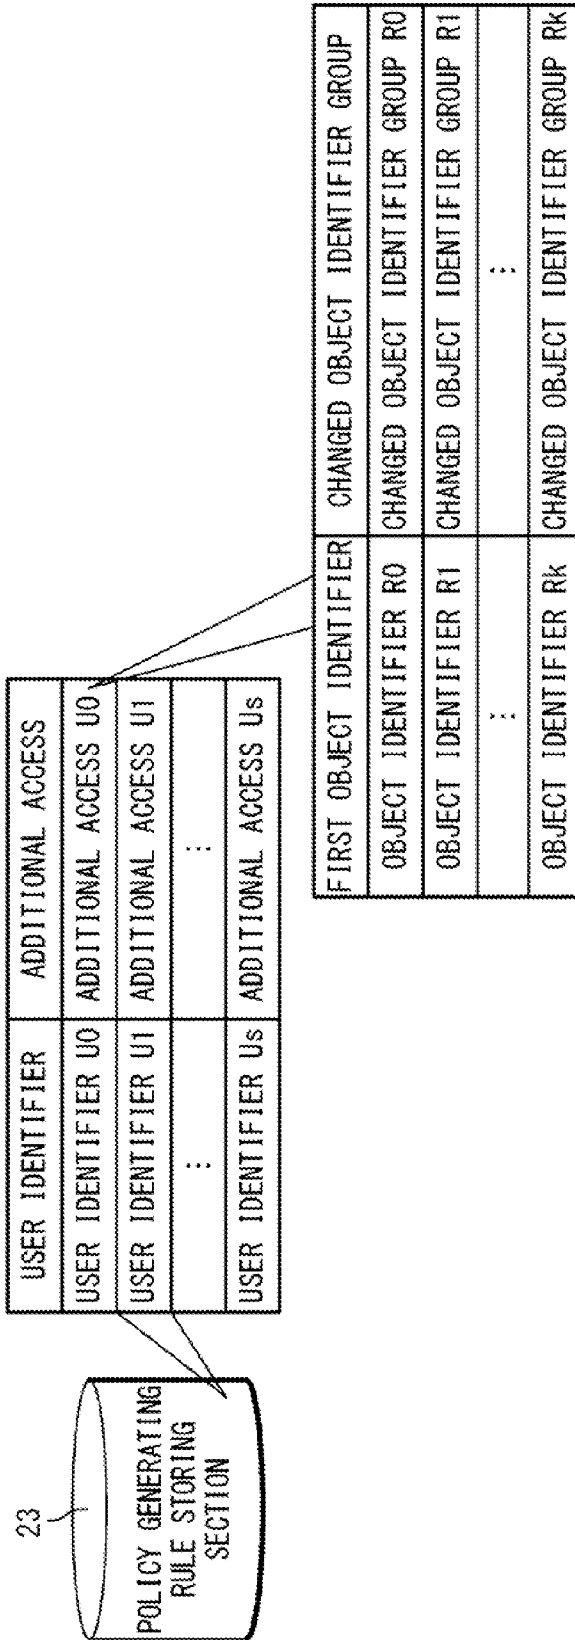 23
POLICY GENERATING
RULE STORING
SECTION
USER IDENTIFIER ADDITIONAL ACCESS
USER IDENTIFIER U0 ADDITIONAL ACCESS U0
USER IDENTIFIER U1 ADDITIONAL ACCESS U1
⋮ ⋮
USER IDENTIFIER Us ADDITIONAL ACCESS Us
FIRST OBJECT IDENTIFIER CHANGED OBJECT IDENTIFIER GROUP
OBJECT IDENTIFIER R0 CHANGED OBJECT IDENTIFIER GROUP R0
OBJECT IDENTIFIER R1 CHANGED OBJECT IDENTIFIER GROUP R1
⋮ ⋮
OBJECT IDENTIFIER Rk CHANGED OBJECT IDENTIFIER GROUP Rk